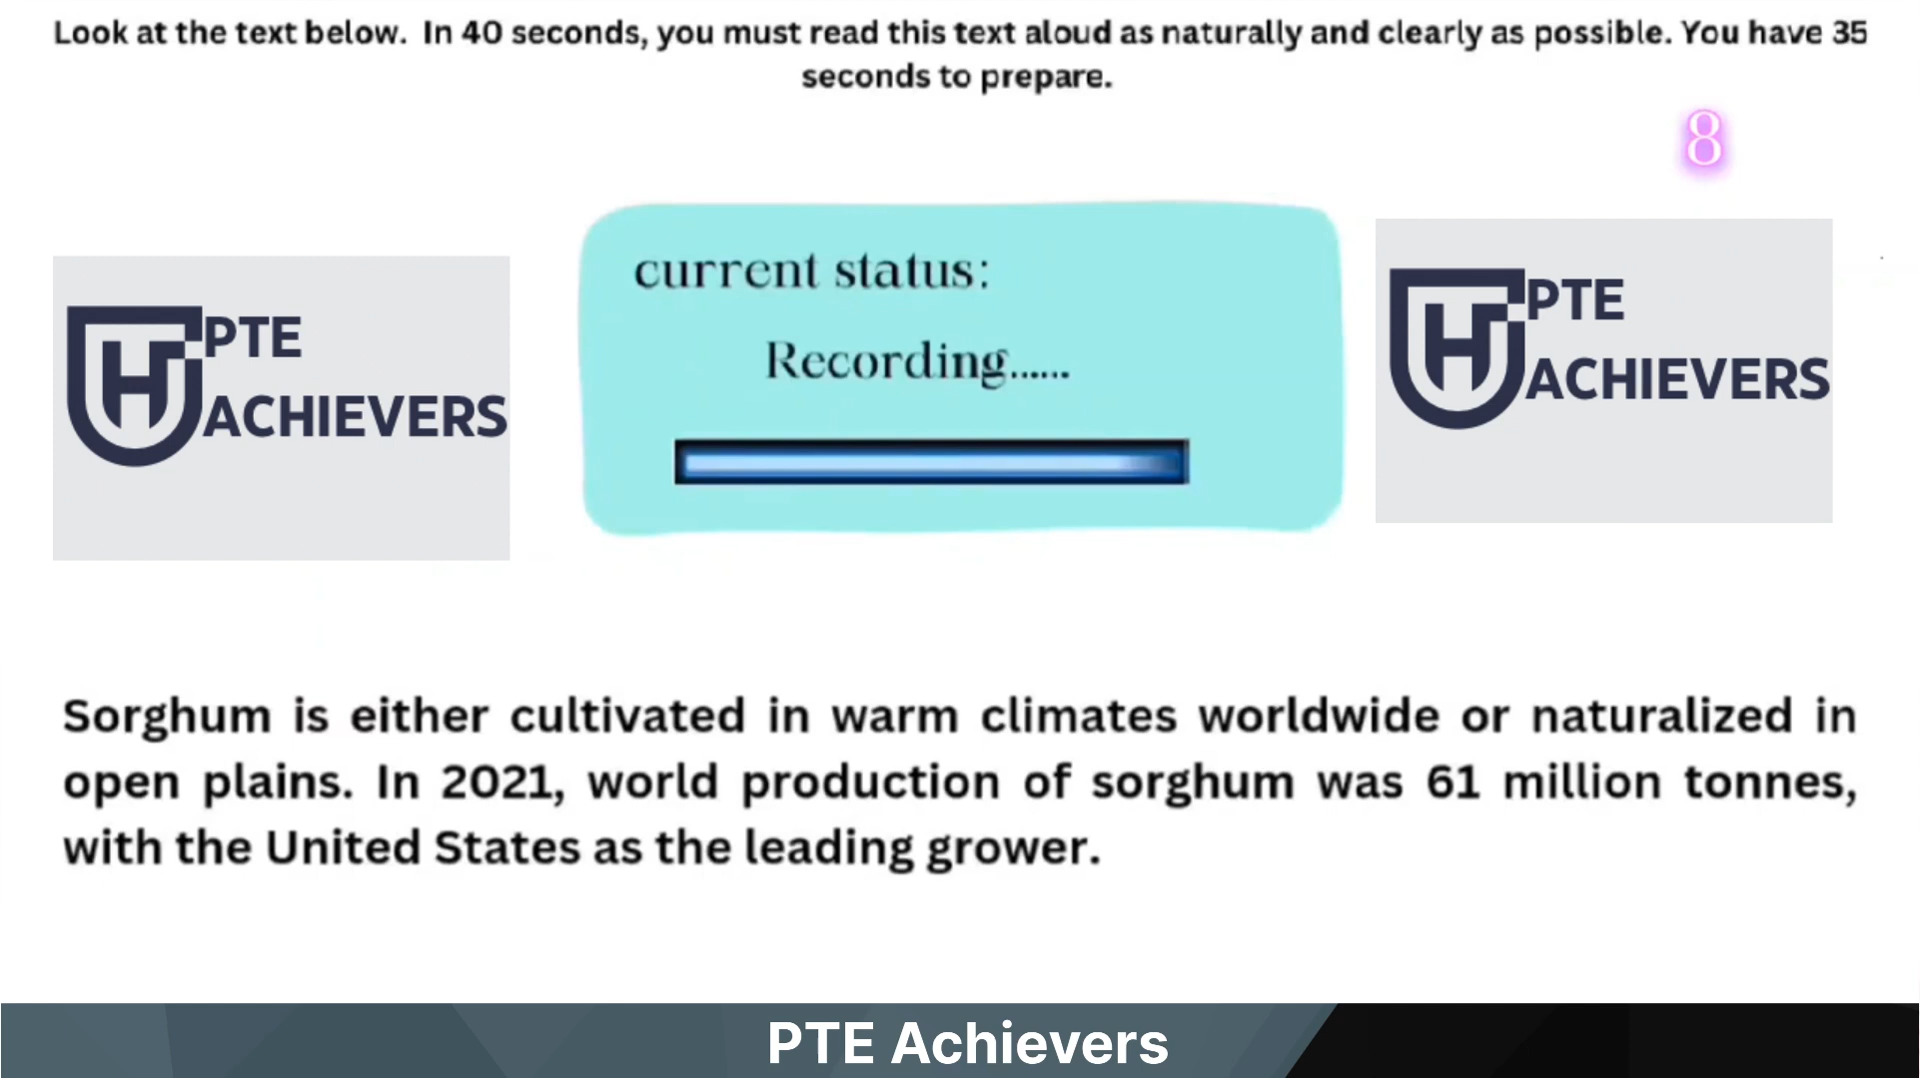 Look at the text below. In 40 seconds, you must read this text aloud as naturally and clearly as possible. You have 35
seconds to prepare.
8
current status:
Recording......
PTE
ACHIEVERS
PTE
ACHIEVERS
Sorghum is either cultivated in warm climates worldwide or naturalized in
open plains. In 2021, world production of sorghum was 61 million tonnes,
with the United States as the leading grower.
PTE Achievers